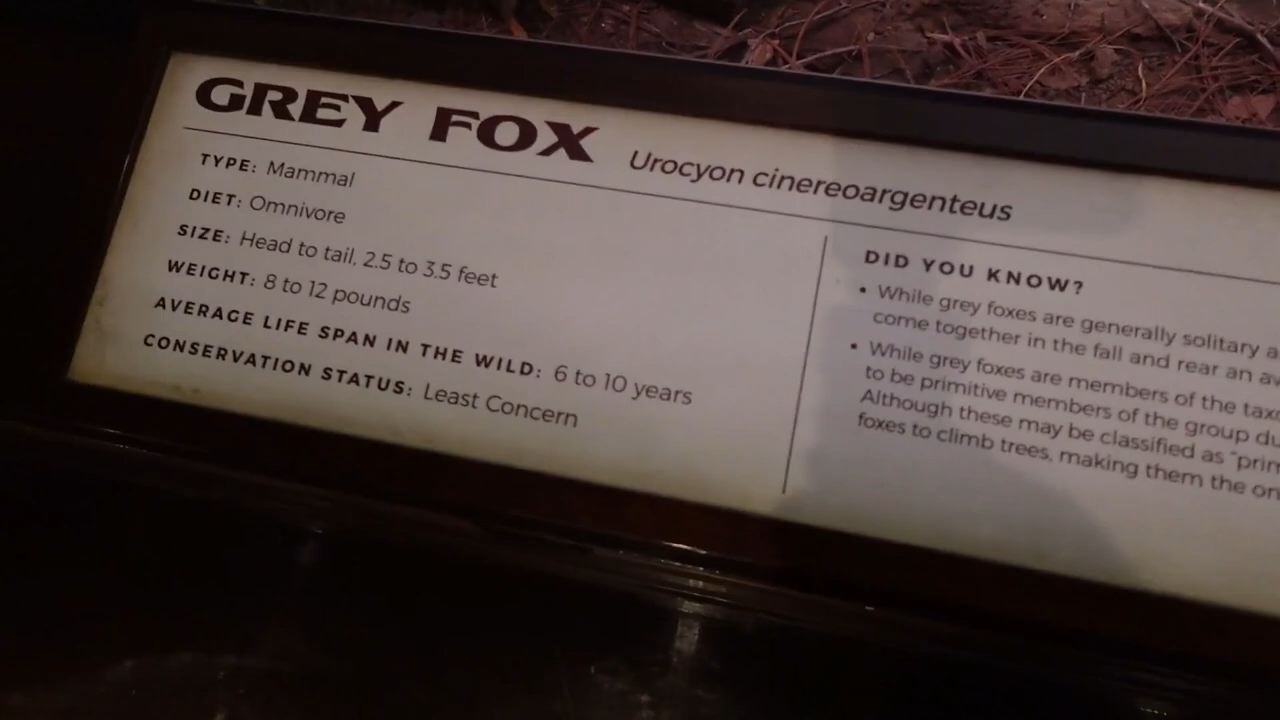 GREY FOX Urocyon cinereoargenteus
TYPE: Mammal
DIET: Omnivore
SIZE: Head to tail, 2.5 to 3.5 feet
WEIGHT: 8 to 12 pounds
AVERAGE LIFE SPAN IN THE WILD: 6 to 10 years
CONSERVATION STATUS: Least Concern
DID YOU KNOW?
• While grey foxes are generally solitary
come together in the fall and rear an
• While grey foxes are members of the
to be primitive members of the group
Although these may be classified as
foxes to climb trees, making them the